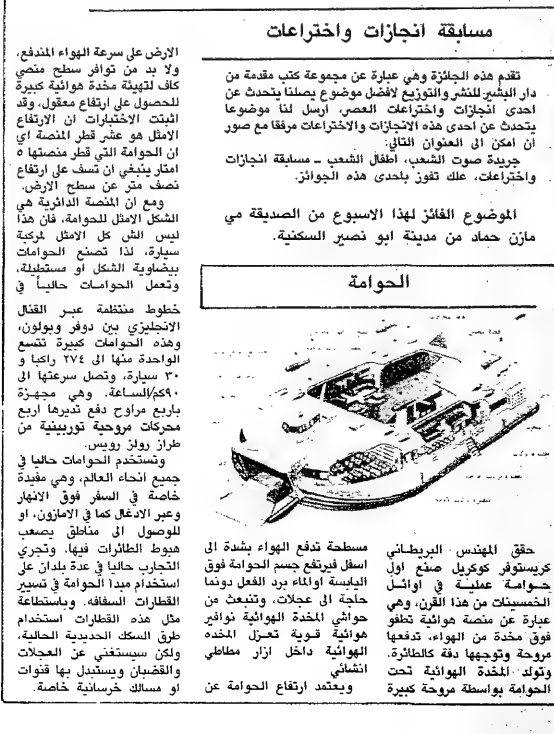 مسابقة انجازات واختراعات
تقدم هذه الجائزة وهي عبارة عن مجموعة كتب مقدمة من
دار البشير للنشر والتوزيع لافضل موضوع يصلنا يتحدث عن
احدى انجازات واختراعات العصر، ارسل لنا موضوعا
يتحدث عن احدى هذه الانجازات والاختراعات مرفقا مع صور
ان امكن الى العنوان التالي:
جريدة صوت الشعب، اطفال الشعب ــ مسابقة انجازات
واختراعات، علك تفوز باحدى هذه الجوائز.
الموضوع الفائز لهذا الاسبوع من الصديقة مي
مازن حماد من مدينة ابو نصير السكنية.
الحوامة
حقق المهندس البريطاني
كريستوفر كوكريل صنع اول
حوامة عملية في اوائل
الخمسينات من هذا القرن، وهي
عبارة عن منصة هوائية تطفو
فوق مخدة من الهواء، تدفعها
مروحة وتوجهها دفة كالطائرة.
وتولد المخدة الهوائية تحت
الحوامة بواسطة مروحة كبيرة
مسطحة تدفع الهواء بشدة الى
اسفل فيرتفع جسم الحوامة فوق
اليابسة اوالماء برد الفعل دونما
حاجة الى عجلات، وتنبعث من
حواشي المخدة الهوائية نوافير
هوائية قوية تعزل المخده
الهوائية داخل ازار مطاطي
انشائي
ويعتمد ارتفاع الحوامة عن
الارض على سرعة الهواء المندفع،
ولا بد من توافر سطح منصي
كاف لتهيئة مخدة هوائية كبيرة
للحصول على ارتفاع معقول، وقد
اثبتت الاختبارات ان الارتفاع
الامثل هو عشر قطر المنصة اي
ان الحوامة التي قطر منصتها ٥
امتار ينبغي ان تسف على ارتفاع
نصف متر عن سطح الارض.
ومع ان المنصة الدائرية هي
الشكل الامثل للحوامة، فان هذا
ليس الش كل الامثل لمركبة
سيارة، لذا تصنع الحوامات
بيضاوية الشكل او مستطيلة،
وتعمل الحوامات حالياً في
خطوط منتظمة عبر القنال
الانجليزي بين دوفر وبولون،
وهذه الحوامات كبيرة تتسع
الواحدة منها الى ٢٧٤ راكبا و
٣٠ سيارة، وتصل سرعتها الى
٩٠كم/الساعة. وهي مجهزة
باربع مراوح دفع تديرها اربع
محركات مروحية توربينية من
طراز رولز رويس.
وتستخدم الحوامات حاليا في
جميع انحاء العالم، وهي مفيدة
خاصة في السفر فوق الانهار
وعبر الادغال كما في الامازون، او
للوصول الى مناطق يصعب
هبوط الطائرات فيها، وتجري
التجارب حاليا في عدة بلدان على
استخدام مبدأ الحوامة في تسيير
القطارات السفافه. وباستطاعة
مثل هذه القطارات استخدام
طرق السكك الحديدية الحالية،
ولكن سيستغني عن العجلات
والقضبان ويستبدل بها قنوات
او مسالك خرسانية خاصة.